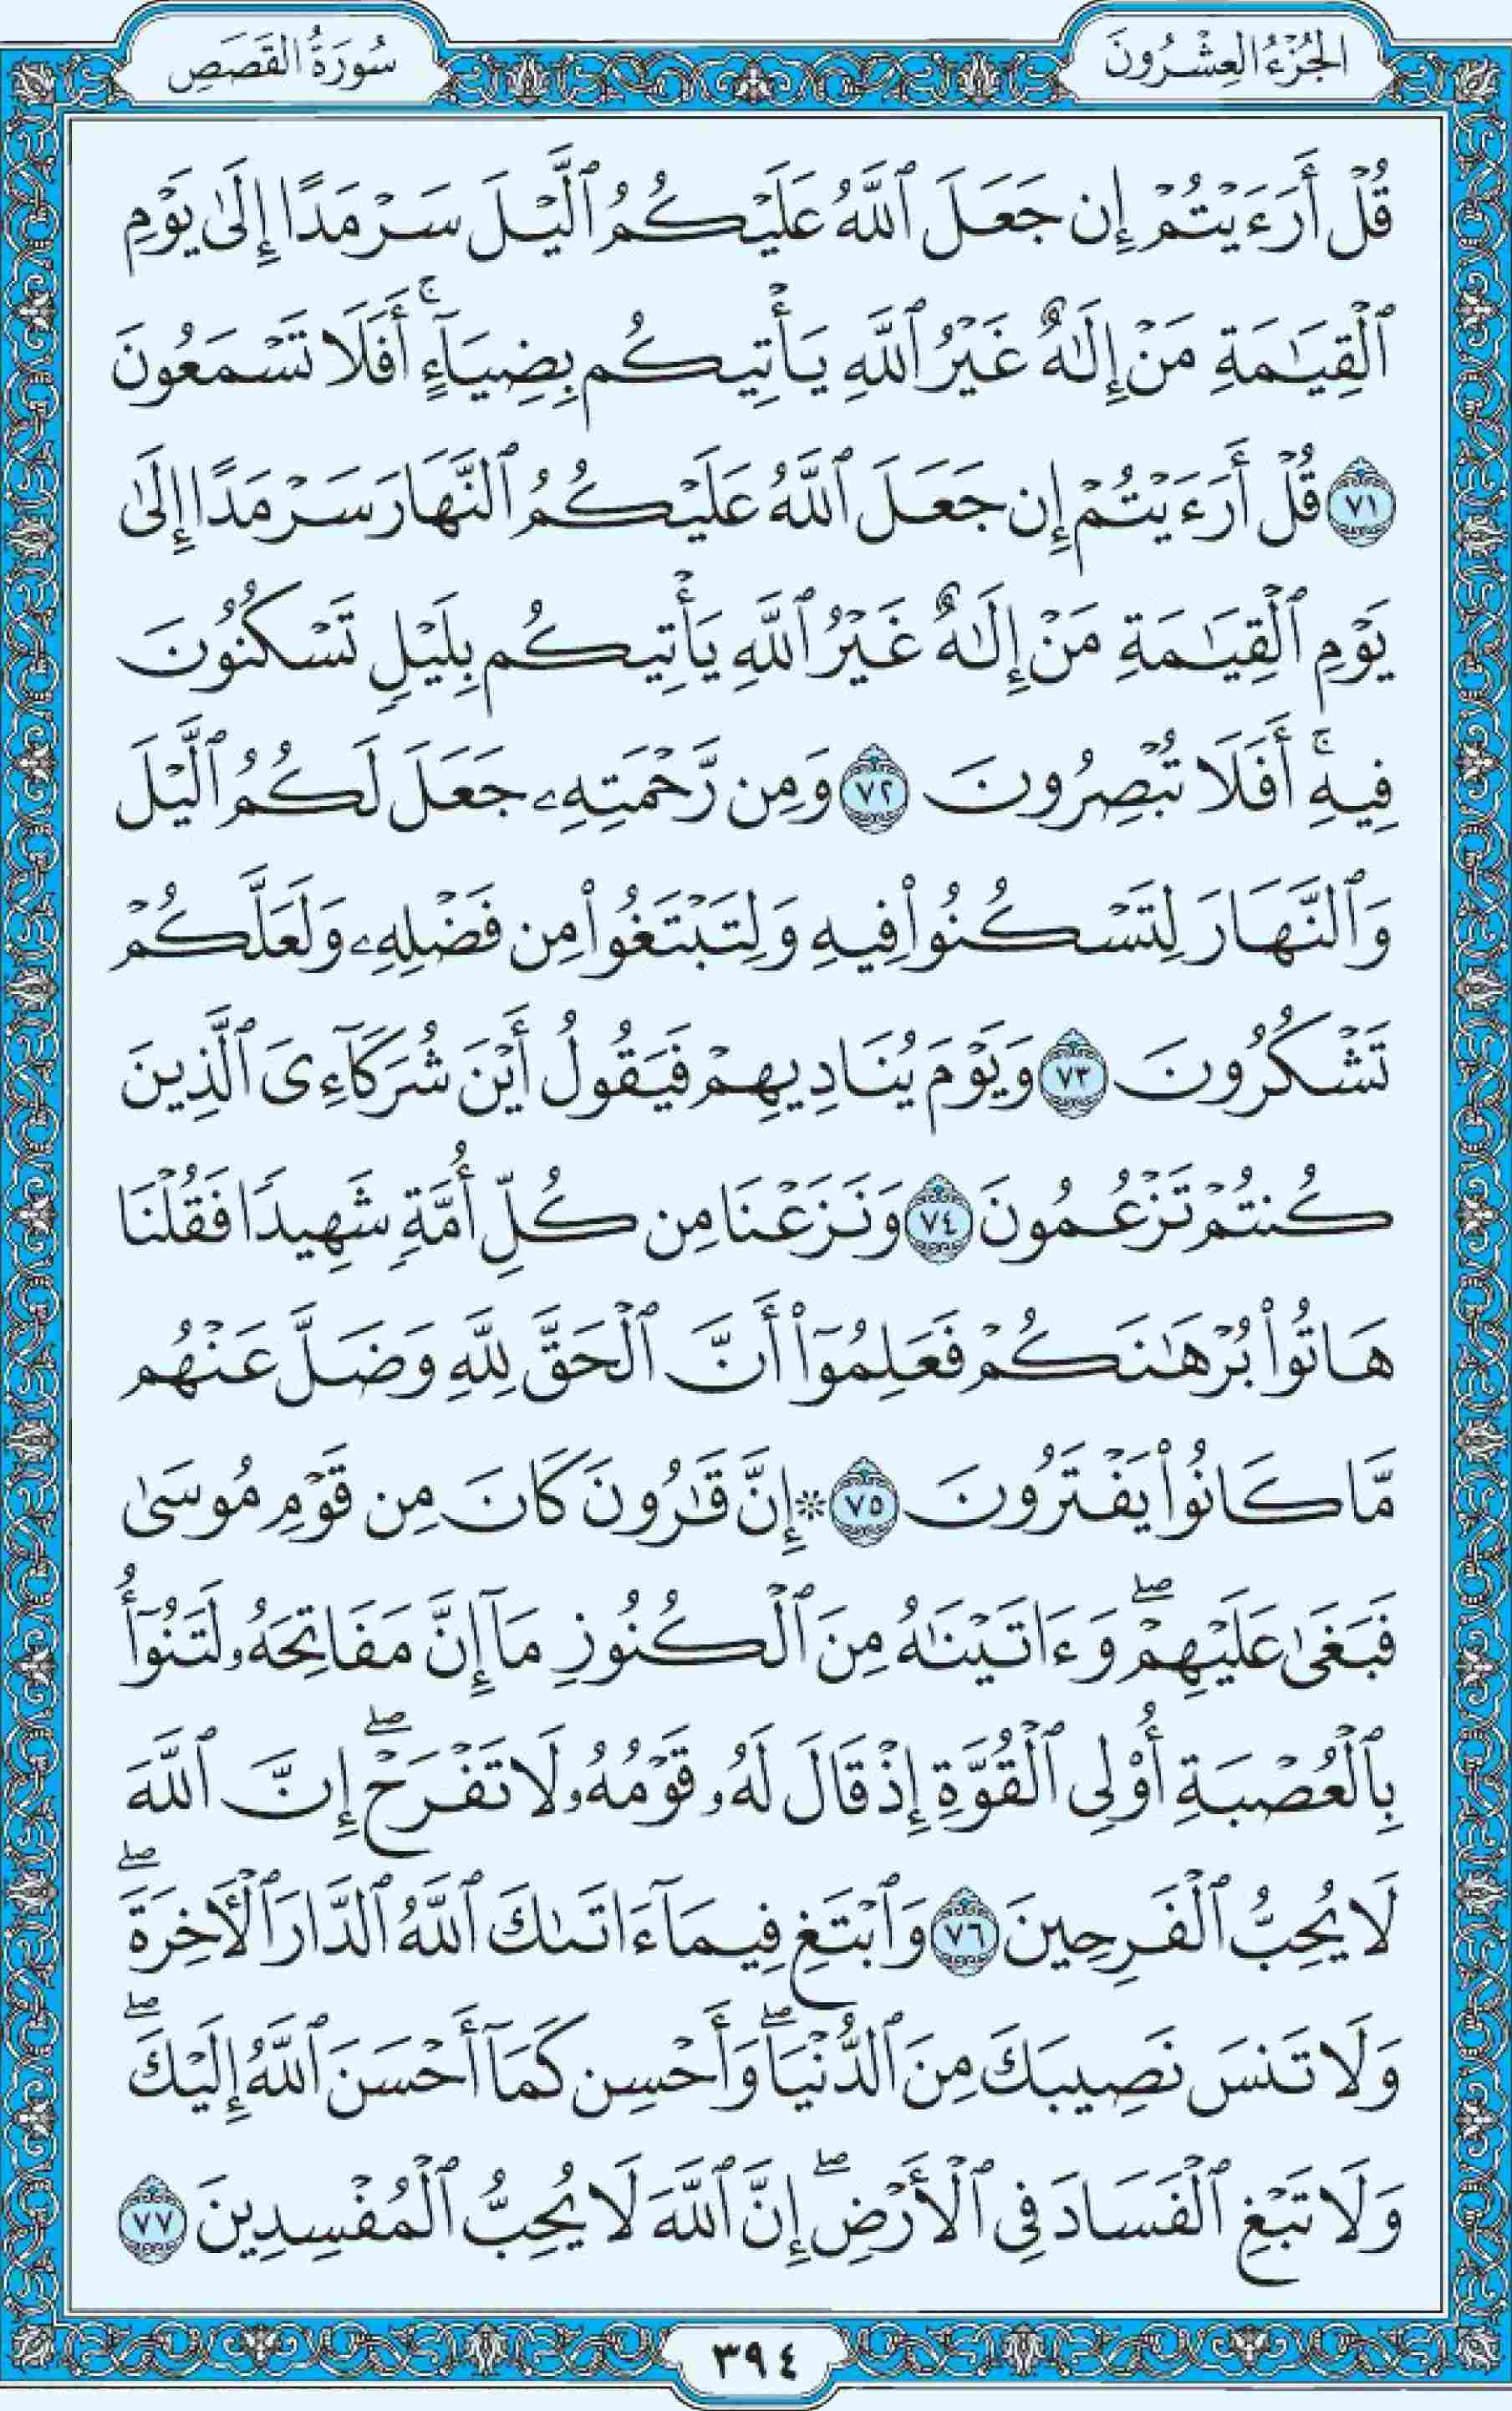 الجُزْءُ العِشْرُونَ
سُورَةُ القَصَصِ
قُلْ أَرَءَيْتُمْ إِن جَعَلَ ٱللَّهُ عَلَيْكُمُ ٱلَّيْلَ سَرْمَدًا إِلَىٰ يَوْمِ
ٱلْقِيَٰمَةِ مَنْ إِلَٰهٌ غَيْرُ ٱللَّهِ يَأْتِيكُم بِضِيَآءٍۚ أَفَلَا تَسْمَعُونَ
٧١ قُلْ أَرَءَيْتُمْ إِن جَعَلَ ٱللَّهُ عَلَيْكُمُ ٱلنَّهَارَ سَرْمَدًا إِلَىٰ
يَوْمِ ٱلْقِيَٰمَةِ مَنْ إِلَٰهٌ غَيْرُ ٱللَّهِ يَأْتِيكُم بِلَيْلٍ تَسْكُنُونَ
فِيهِۚ أَفَلَا تُبْصِرُونَ ٧٢ وَمِن رَّحْمَتِهِۦ جَعَلَ لَكُمُ ٱلَّيْلَ
وَٱلنَّهَارَ لِتَسْكُنُوا۟ فِيهِ وَلِتَبْتَغُوا۟ مِن فَضْلِهِۦ وَلَعَلَّكُمْ
تَشْكُرُونَ ٧٣ وَيَوْمَ يُنَادِيهِمْ فَيَقُولُ أَيْنَ شُرَكَآءِىَ ٱلَّذِينَ
كُنتُمْ تَزْعُمُونَ ٧٤ وَنَزَعْنَا مِن كُلِّ أُمَّةٍ شَهِيدًا فَقُلْنَا
هَاتُوا۟ بُرْهَٰنَكُمْ فَعَلِمُوٓا۟ أَنَّ ٱلْحَقَّ لِلَّهِ وَضَلَّ عَنْهُم
مَّا كَانُوا۟ يَفْتَرُونَ ٧٥ ۞ إِنَّ قَٰرُونَ كَانَ مِن قَوْمِ مُوسَىٰ
فَبَغَىٰ عَلَيْهِمْۖ وَءَاتَيْنَٰهُ مِنَ ٱلْكُنُوزِ مَآ إِنَّ مَفَاتِحَهُۥ لَتَنُوٓأُ
بِٱلْعُصْبَةِ أُو۟لِى ٱلْقُوَّةِ إِذْ قَالَ لَهُۥ قَوْمُهُۥ لَا تَفْرَحْۖ إِنَّ ٱللَّهَ
لَا يُحِبُّ ٱلْفَرِحِينَ ٧٦ وَٱبْتَغِ فِيمَآ ءَاتَىٰكَ ٱللَّهُ ٱلدَّارَ ٱلْأَخِرَةَۖ
وَلَا تَنسَ نَصِيبَكَ مِنَ ٱلدُّنْيَاۖ وَأَحْسِن كَمَآ أَحْسَنَ ٱللَّهُ إِلَيْكَۖ
وَلَا تَبْغِ ٱلْفَسَادَ فِى ٱلْأَرْضِۖ إِنَّ ٱللَّهَ لَا يُحِبُّ ٱلْمُفْسِدِينَ ٧٧
٣٩٤